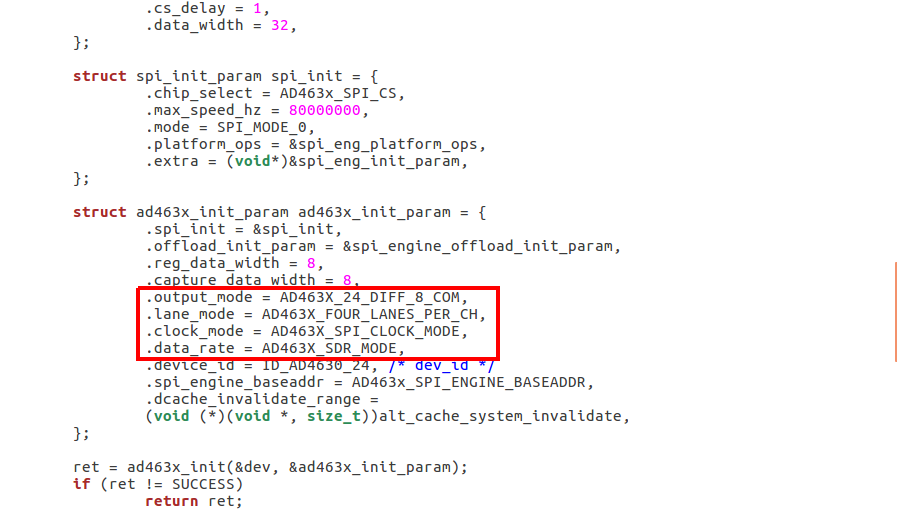 .cs_delay = 1,
.data_width = 32,
};
struct spi_init_param spi_init = {
.chip_select = AD463x_SPI_CS,
.max_speed_hz = 80000000,
.mode = SPI_MODE_0,
.platform_ops = &spi_eng_platform_ops,
.extra = (void*)&spi_eng_init_param,
};
struct ad463x_init_param ad463x_init_param = {
.spi_init = &spi_init,
.offload_init_param = &spi_engine_offload_init_param,
.reg_data_width = 8,
.capture_data_width = 8,
.output_mode = AD463X_24_DIFF_8_COM,
.lane_mode = AD463X_FOUR_LANES_PER_CH,
.clock_mode = AD463X_SPI_CLOCK_MODE,
.data_rate = AD463X_SDR_MODE,
.device_id = ID_AD4630_24, /* dev_id */
.spi_engine_baseaddr = AD463x_SPI_ENGINE_BASEADDR,
.dcache_invalidate_range =
(void (*)(void *, size_t))alt_cache_system_invalidate,
};
ret = ad463x_init(&dev, &ad463x_init_param);
if (ret != SUCCESS)
return ret;